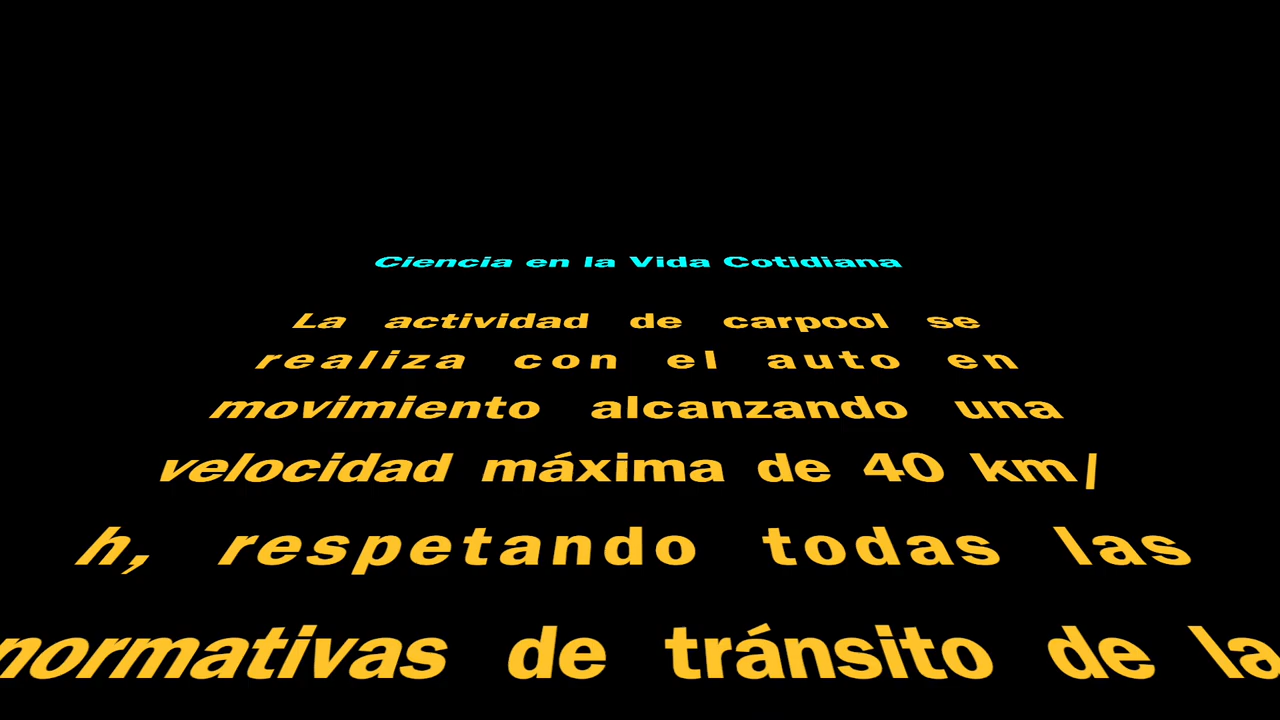 Ciencia en la Vida Cotidiana
La actividad de carpool se
realiza con el auto en
movimiento alcanzando una
velocidad máxima de 40 km/
h, respetando todas las
normativas de tránsito de la